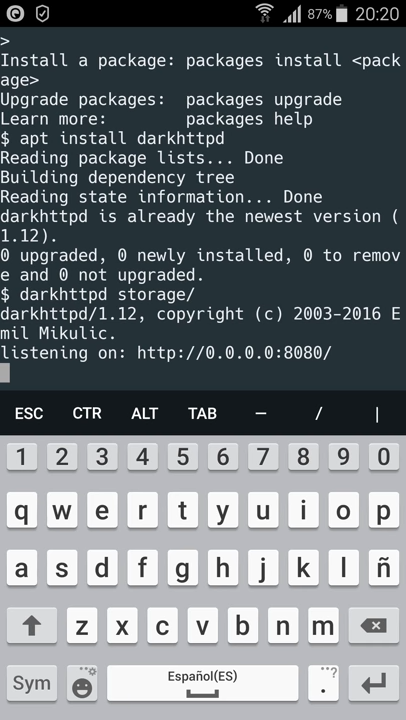 87% 20:20
>
Install a package: packages install <pack
age>
Upgrade packages:  packages upgrade
Learn more:        packages help
$ apt install darkhttpd
Reading package lists... Done
Building dependency tree
Reading state information... Done
darkhttpd is already the newest version (
1.12).
0 upgraded, 0 newly installed, 0 to remov
e and 0 not upgraded.
$ darkhttpd storage/
darkhttpd/1.12, copyright (c) 2003-2016 E
mil Mikulic.
listening on: http://0.0.0.0:8080/
ESC CTR ALT TAB — / |
1 2 3 4 5 6 7 8 9 0
q w e r t y u i o p
a s d f g h j k l ñ
z x c v b n m
Sym Español(ES) . ..?